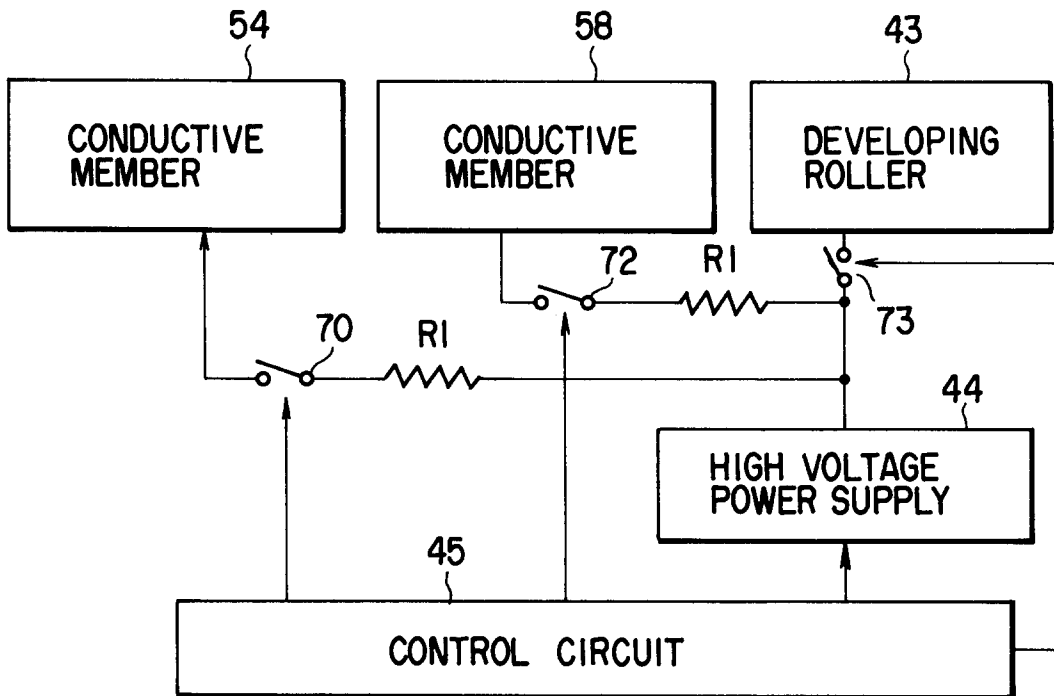 54
58
43
CONDUCTIVE
MEMBER
CONDUCTIVE
MEMBER
DEVELOPING
ROLLER
72
R1
73
70
R1
44
HIGH VOLTAGE
POWER SUPPLY
45
CONTROL CIRCUIT